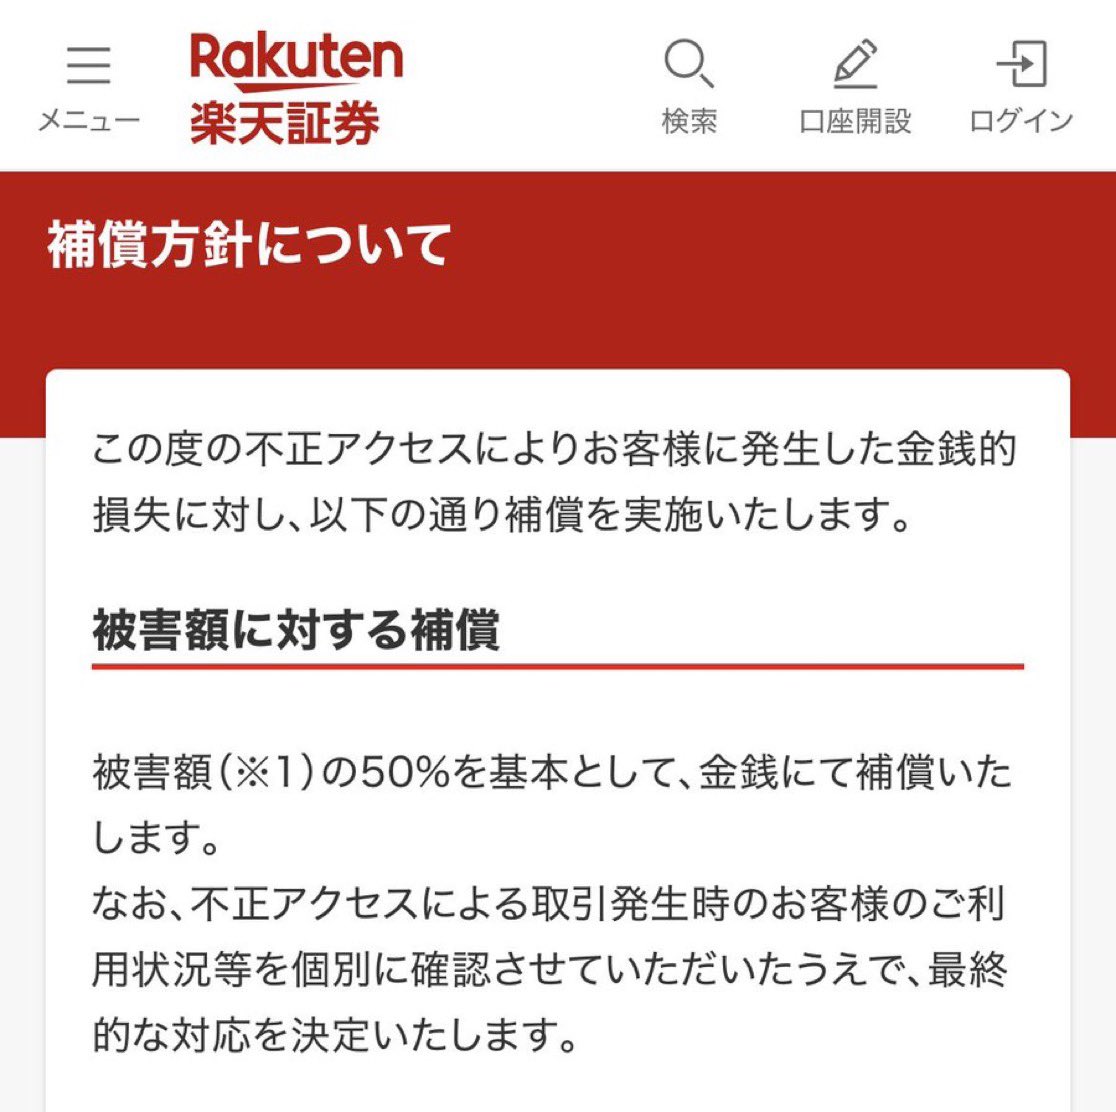 Rakuten
楽天証券
メニュー
検索
口座開設
ログイン
補償方針について
この度の不正アクセスによりお客様に発生した金銭的
損失に対し、以下の通り補償を実施いたします。
被害額に対する補償
被害額(※1)の50%を基本として、金銭にて補償いた
します。
なお、不正アクセスによる取引発生時のお客様のご利
用状況等を個別に確認させていただいたうえで、最終
的な対応を決定いたします。